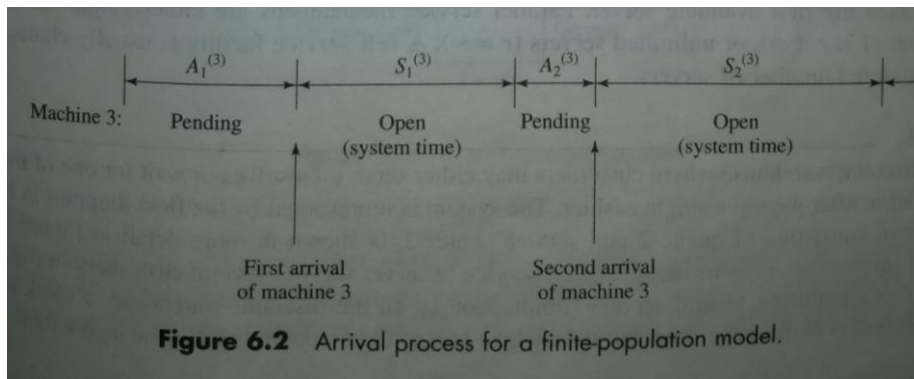 A₁⁽³⁾ S₁⁽³⁾ A₂⁽³⁾ S₂⁽³⁾
Machine 3: Pending Open Pending Open
(system time) (system time)
First arrival Second arrival
of machine 3 of machine 3
Figure 6.2 Arrival process for a finite-population model.